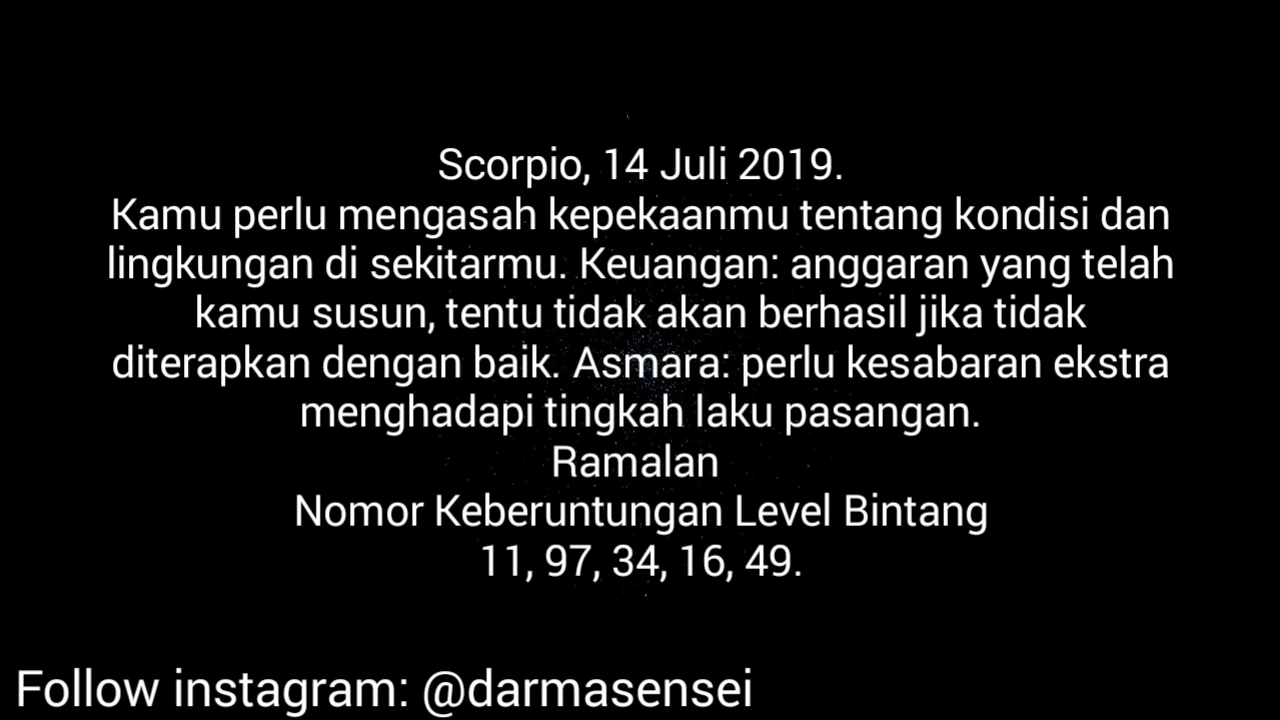 Scorpio, 14 Juli 2019.
Kamu perlu mengasah kepekaanmu tentang kondisi dan
lingkungan di sekitarmu. Keuangan: anggaran yang telah
kamu susun, tentu tidak akan berhasil jika tidak
diterapkan dengan baik. Asmara: perlu kesabaran ekstra
menghadapi tingkah laku pasangan.
Ramalan
Nomor Keberuntungan Level Bintang
11, 97, 34, 16, 49.
Follow instagram: @darmasensei